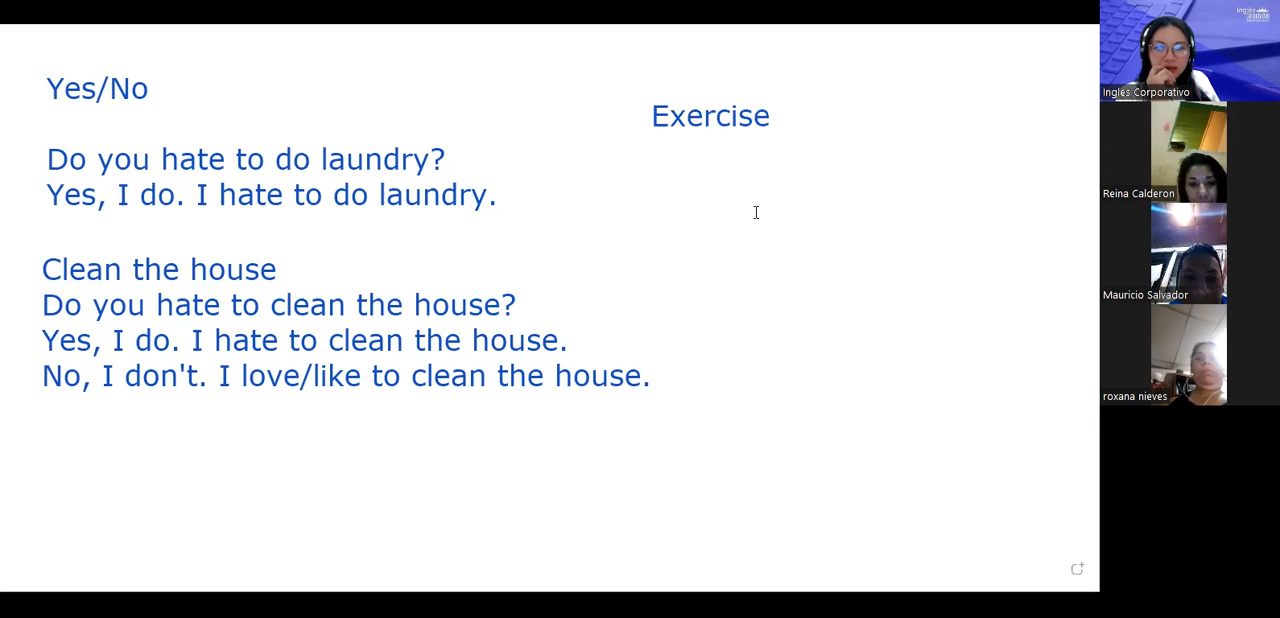 Yes/No
Exercise
Do you hate to do laundry?
Yes, I do. I hate to do laundry.
Clean the house
Do you hate to clean the house?
Yes, I do. I hate to clean the house.
No, I don't. I love/like to clean the house.
Ingles Corporativo
Reina Calderon
Mauricio Salvador
roxana nieves